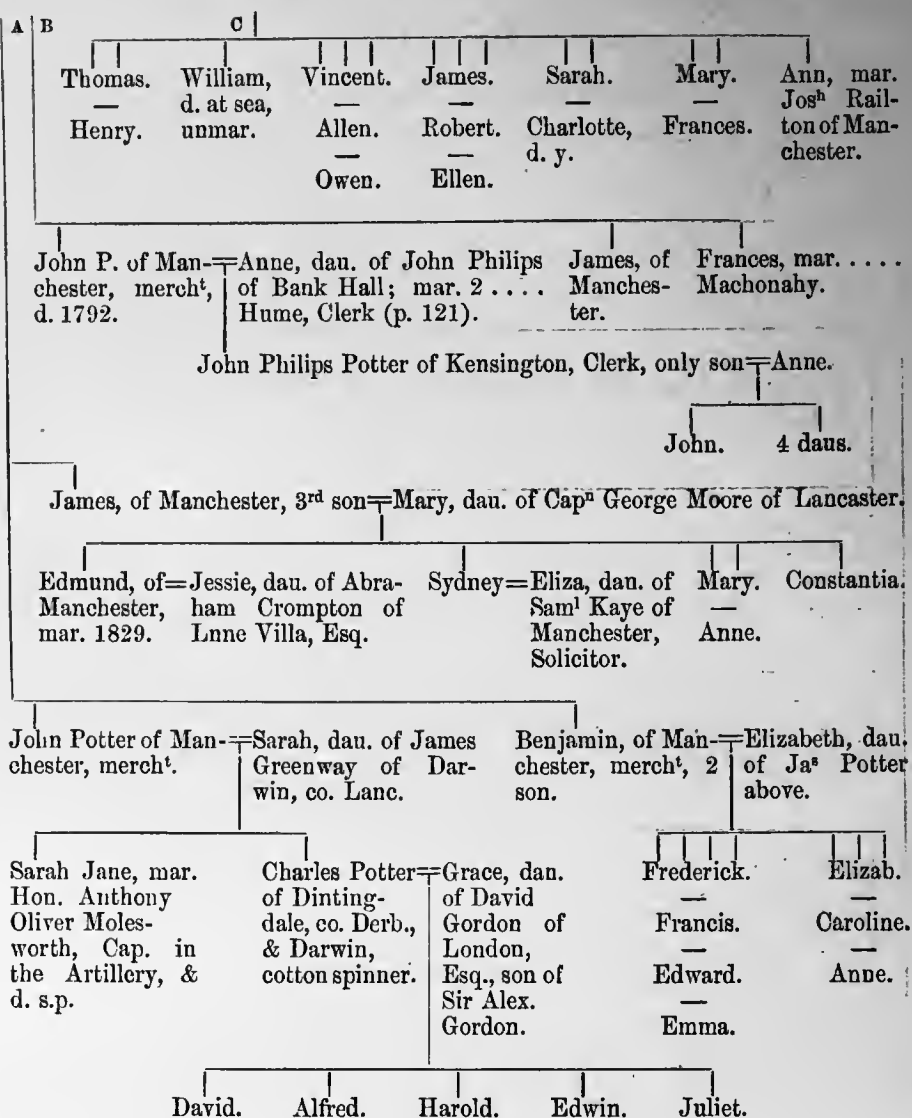 A B C
Thomas. William, Vincent. James. Sarah. Mary. Ann, mar.
— d. at sea, — — — — Josʰ Rail-
Henry. unmar. Allen. Robert. Charlotte, Frances. ton of Man-
— — d. y. chester.
Owen. Ellen.
John P. of Man-=Anne, dau. of John Philips James, of Frances, mar. . . . .
chester, merchᵗ, of Bank Hall; mar. 2 . . . . Manches- Machonahy.
d. 1792. Hume, Clerk (p. 121). ter.
John Philips Potter of Kensington, Clerk, only son=Anne.
John. 4 daus.
James, of Manchester, 3ʳᵈ son=Mary, dau. of Capⁿ George Moore of Lancaster.
Edmund, of=Jessie, dau. of Abra- Sydney=Eliza, dau. of Mary. Constantia.
Manchester, ham Crompton of Samˡ Kaye of —
mar. 1829. Lnne Villa, Esq. Manchester, Anne.
Solicitor.
John Potter of Man-=Sarah, dau. of James Benjamin, of Man-=Elizabeth, dau.
chester, merchᵗ. Greenway of Dar- chester, merchᵗ, 2 of Jaˢ Potter
win, co. Lanc. son. above.
Sarah Jane, mar. Charles Potter=Grace, dau. Frederick. Elizab.
Hon. Anthony of Dinting- of David — —
Oliver Moles- dale, co. Derb., Gordon of Francis. Caroline.
worth, Cap. in & Darwin, London, — —
the Artillery, & cotton spinner. Esq., son of Edward. Anne.
d. s.p. Sir Alex. —
Gordon. Emma.
David. Alfred. Harold. Edwin. Juliet.